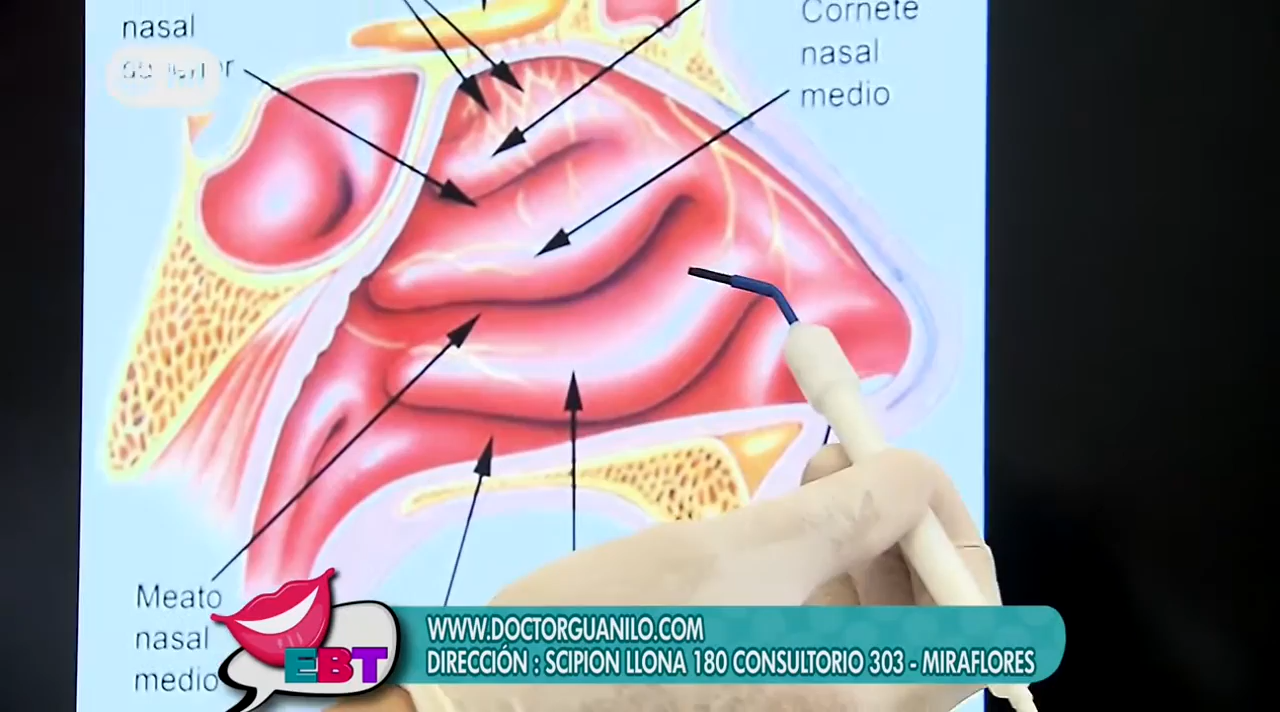 nasal
Cornete
nasal
medio
Meato
nasal
medio
EBT
WWW.DOCTORGUANILO.COM
DIRECCIÓN : SCIPION LLONA 180 CONSULTORIO 303 - MIRAFLORES